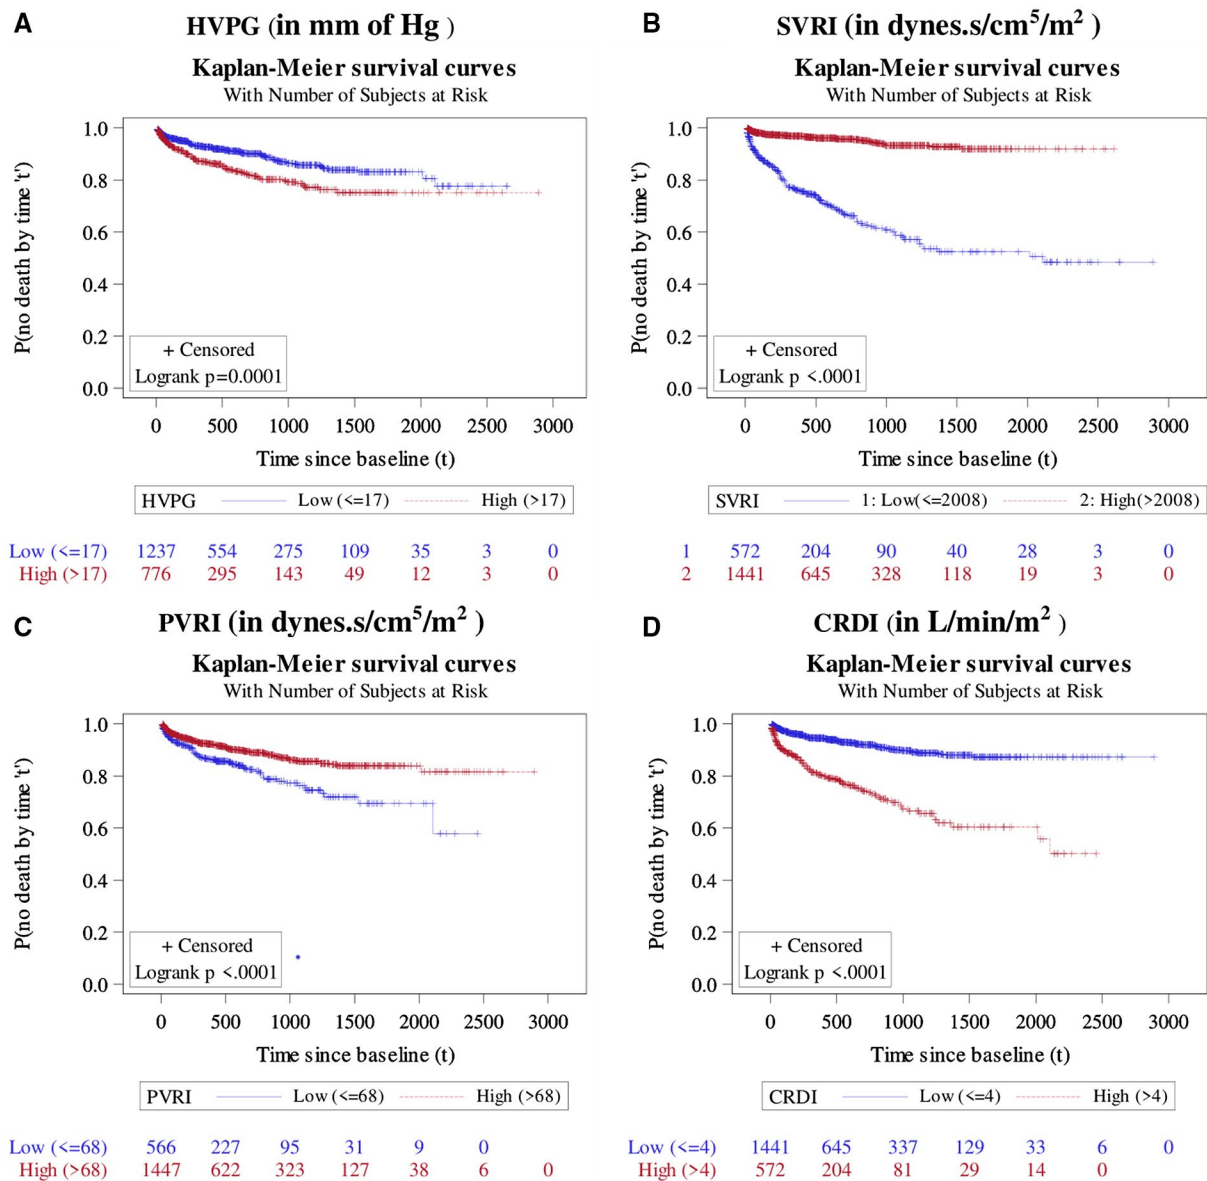 A
HVPG (in mm of Hg )
Kaplan-Meier survival curves
With Number of Subjects at Risk
P(no death by time 't')
1.0
0.8
0.6
0.4
0.2
0.0
+ Censored
Logrank p=0.0001
0 500 1000 1500 2000 2500 3000
Time since baseline (t)
HVPG Low (<=17) High (>17)
Low (<=17) 1237 554 275 109 35 3 0
High (>17) 776 295 143 49 12 3 0
B
SVRI (in dynes.s/cm⁵/m² )
Kaplan-Meier survival curves
With Number of Subjects at Risk
P(no death by time 't')
1.0
0.8
0.6
0.4
0.2
0.0
+ Censored
Logrank p <.0001
0 500 1000 1500 2000 2500 3000
Time since baseline (t)
SVRI 1: Low(<=2008) 2: High(>2008)
1 572 204 90 40 28 3 0
2 1441 645 328 118 19 3 0
C
PVRI (in dynes.s/cm⁵/m² )
Kaplan-Meier survival curves
With Number of Subjects at Risk
P(no death by time 't')
1.0
0.8
0.6
0.4
0.2
0.0
+ Censored
Logrank p <.0001
0 500 1000 1500 2000 2500 3000
Time since baseline (t)
PVRI Low (<=68) High (>68)
Low (<=68) 566 227 95 31 9 0
High (>68) 1447 622 323 127 38 6 0
D
CRDI (in L/min/m² )
Kaplan-Meier survival curves
With Number of Subjects at Risk
P(no death by time 't')
1.0
0.8
0.6
0.4
0.2
0.0
+ Censored
Logrank p <.0001
0 500 1000 1500 2000 2500 3000
Time since baseline (t)
CRDI Low (<=4) High (>4)
Low (<=4) 1441 645 337 129 33 6 0
High (>4) 572 204 81 29 14 0